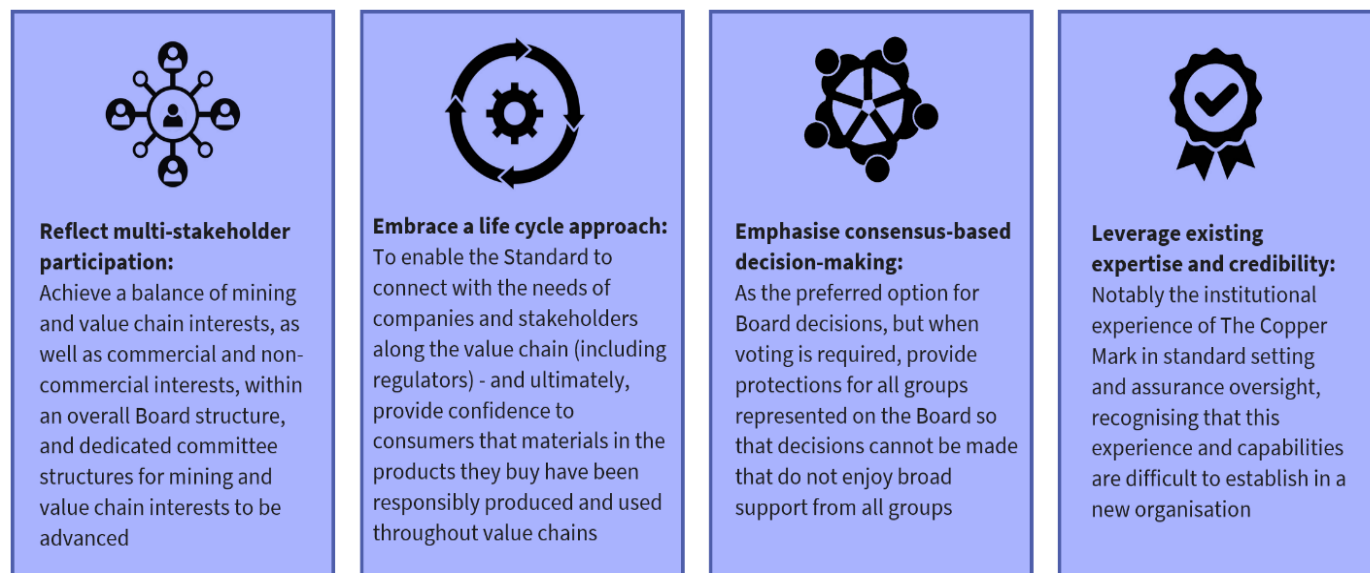 Reflect multi-stakeholder
participation:
Achieve a balance of mining
and value chain interests, as
well as commercial and non-
commercial interests, within
an overall Board structure,
and dedicated committee
structures for mining and
value chain interests to be
advanced
Embrace a life cycle approach:
To enable the Standard to
connect with the needs of
companies and stakeholders
along the value chain (including
regulators) - and ultimately,
provide confidence to
consumers that materials in the
products they buy have been
responsibly produced and used
throughout value chains
Emphasise consensus-based
decision-making:
As the preferred option for
Board decisions, but when
voting is required, provide
protections for all groups
represented on the Board so
that decisions cannot be made
that do not enjoy broad
support from all groups
Leverage existing
expertise and credibility:
Notably the institutional
experience of The Copper
Mark in standard setting
and assurance oversight,
recognising that this
experience and capabilities
are difficult to establish in a
new organisation